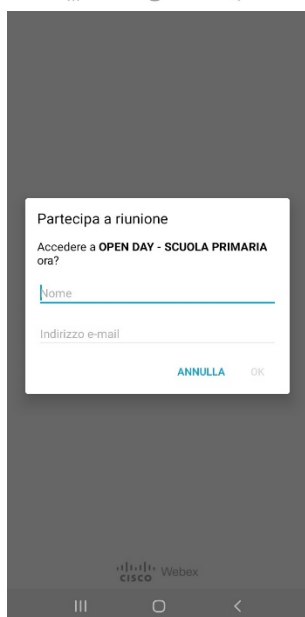 Partecipa a riunione
Accedere a OPEN DAY - SCUOLA PRIMARIA
ora?
Nome
Indirizzo e-mail
ANNULLA OK
cisco Webex